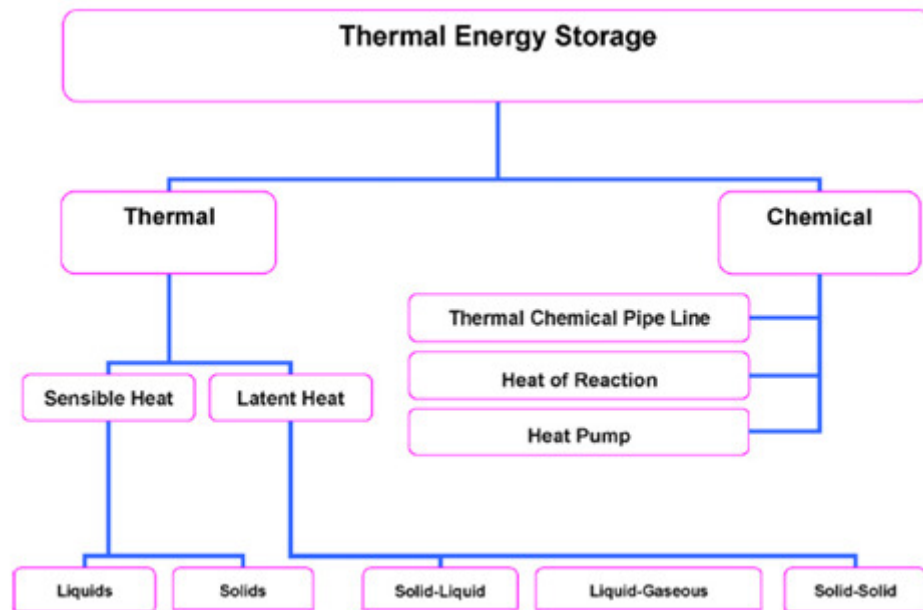 Thermal Energy Storage
Thermal
Chemical
Thermal Chemical Pipe Line
Heat of Reaction
Heat Pump
Sensible Heat
Latent Heat
Liquids
Solids
Solid-Liquid
Liquid-Gaseous
Solid-Solid